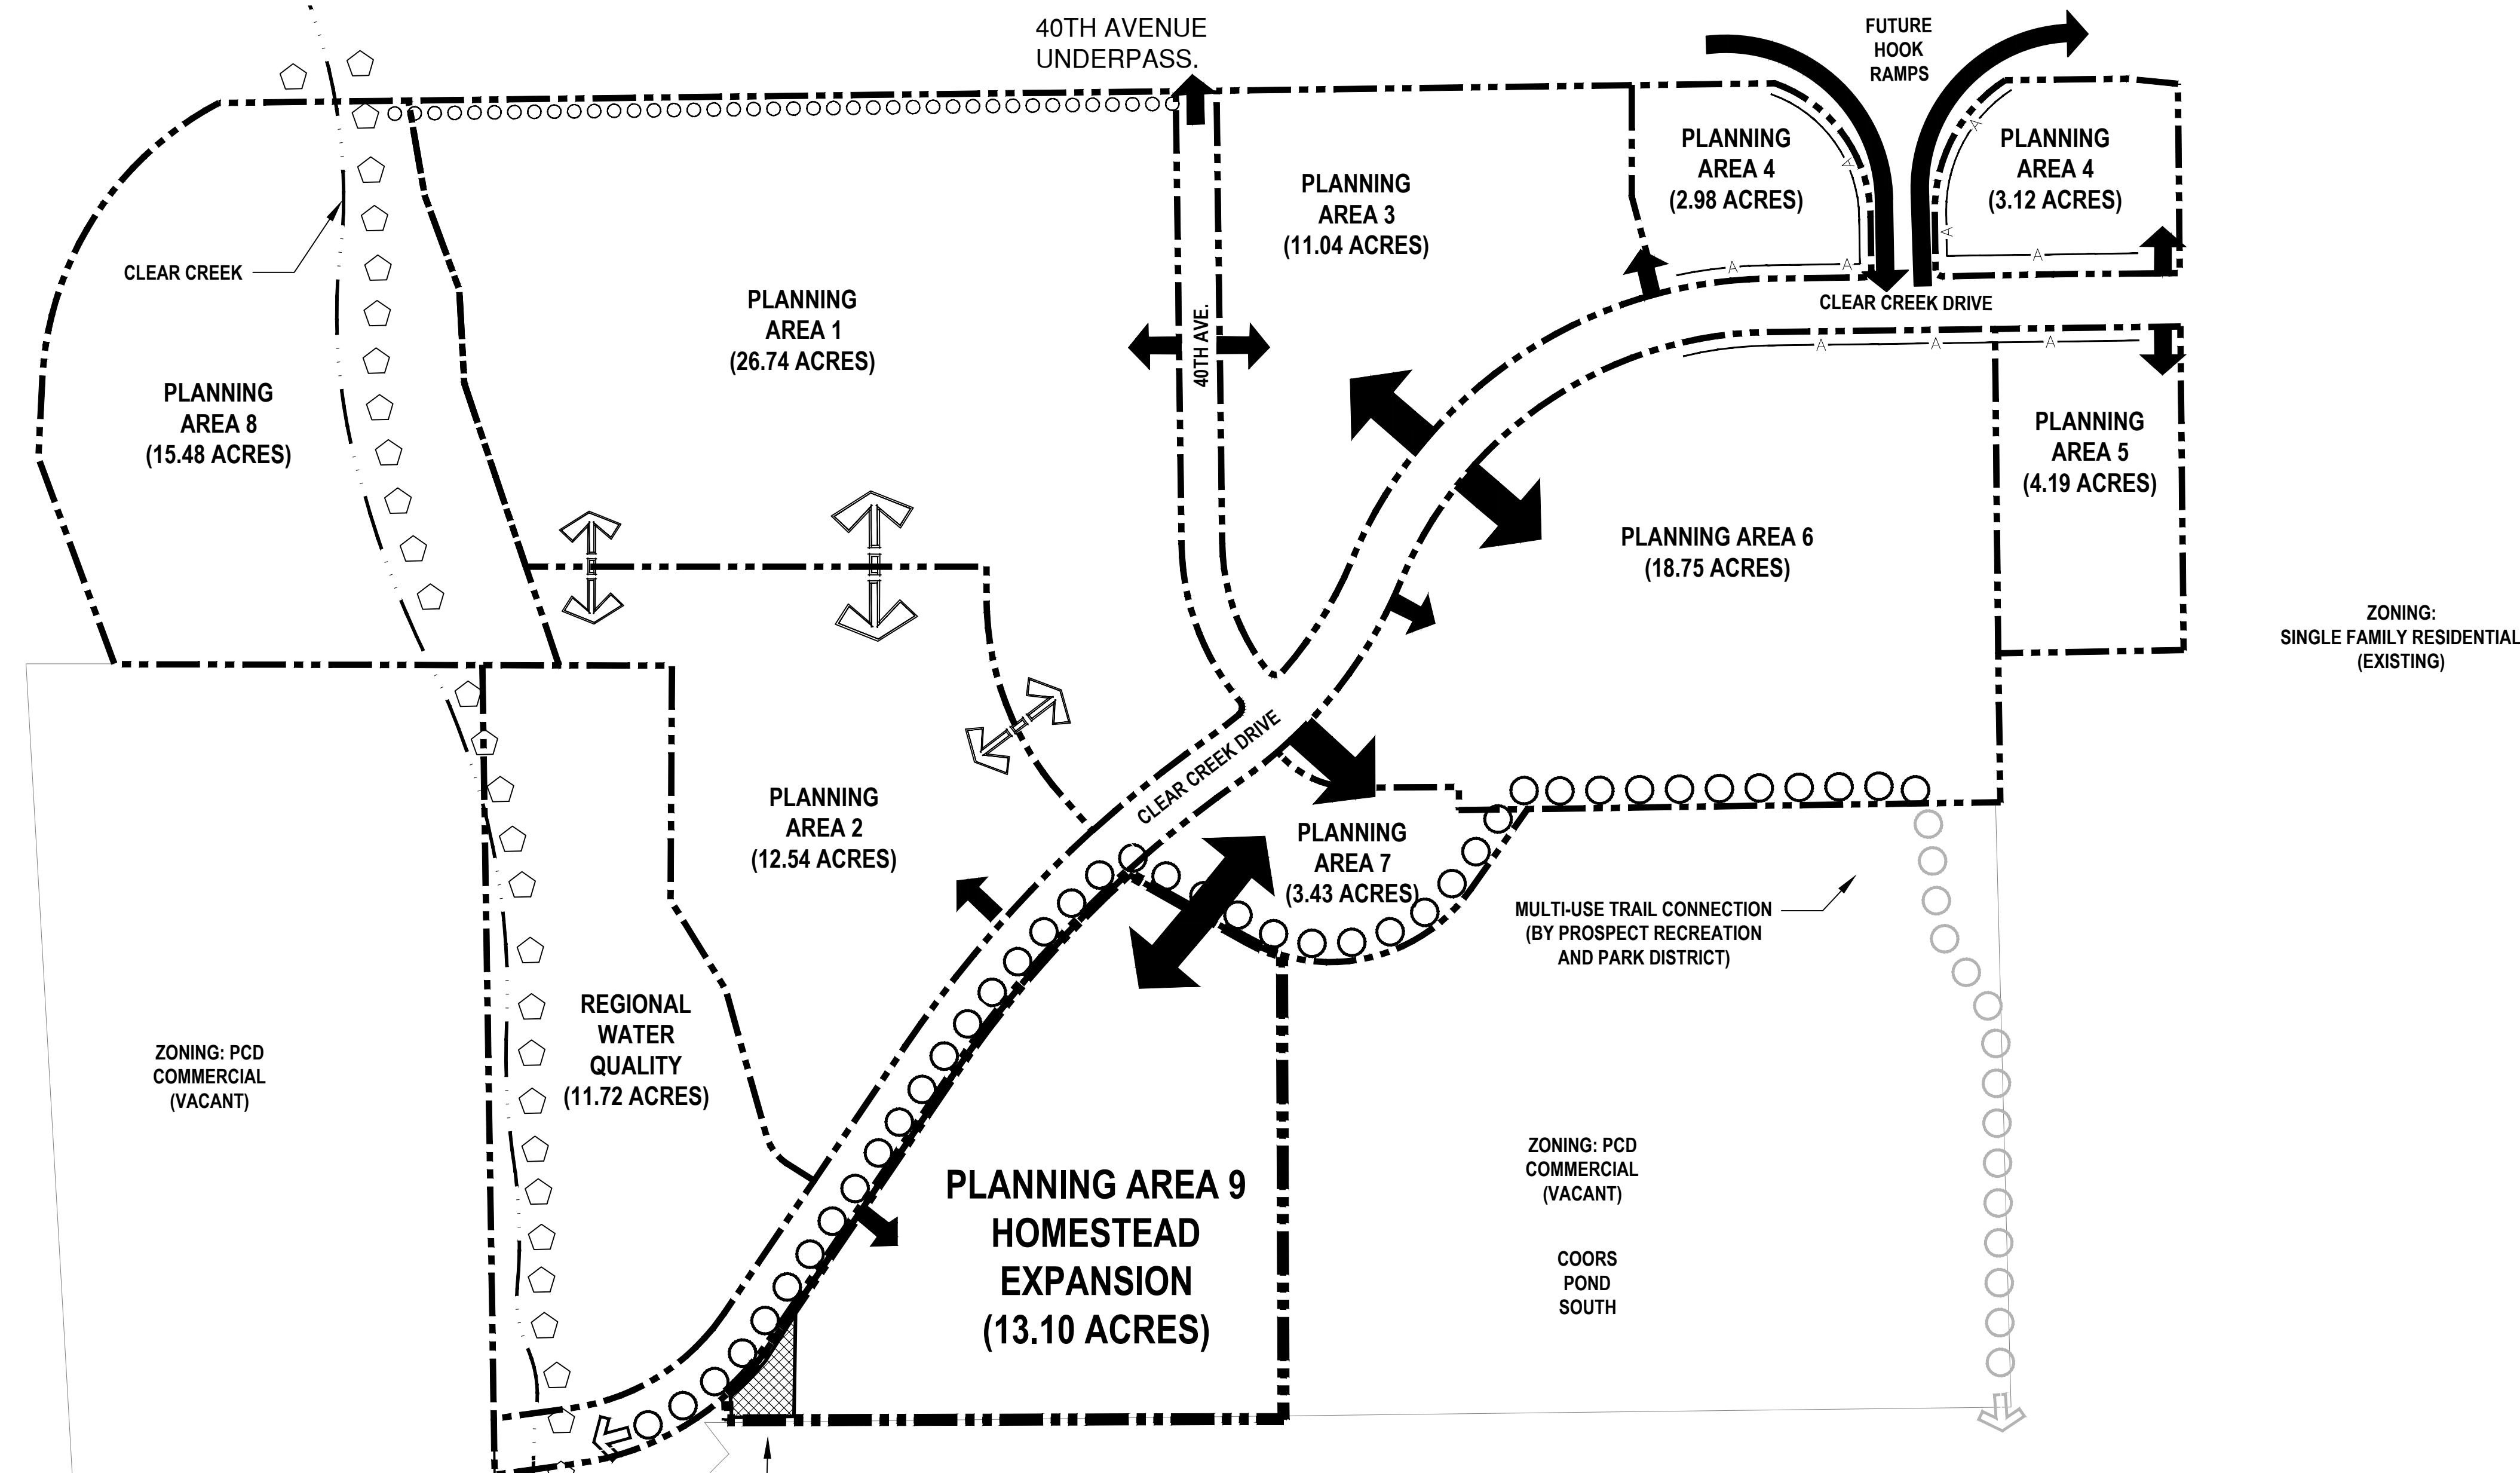 40TH AVENUE
UNDERPASS.
FUTURE
HOOK
RAMPS
PLANNING
AREA 4
(2.98 ACRES)
PLANNING
AREA 4
(3.12 ACRES)
PLANNING
AREA 3
(11.04 ACRES)
CLEAR CREEK
PLANNING
AREA 1
(26.74 ACRES)
40TH AVE.
CLEAR CREEK DRIVE
A
A
A
A
A
A
A
A
A
A
PLANNING
AREA 8
(15.48 ACRES)
PLANNING
AREA 5
(4.19 ACRES)
PLANNING AREA 6
(18.75 ACRES)
ZONING:
SINGLE FAMILY RESIDENTIAL
(EXISTING)
CLEAR CREEK DRIVE
PLANNING
AREA 2
(12.54 ACRES)
PLANNING
AREA 7
(3.43 ACRES)
MULTI-USE TRAIL CONNECTION
(BY PROSPECT RECREATION
AND PARK DISTRICT)
REGIONAL
WATER
QUALITY
(11.72 ACRES)
ZONING: PCD
COMMERCIAL
(VACANT)
PLANNING AREA 9
HOMESTEAD
EXPANSION
(13.10 ACRES)
ZONING: PCD
COMMERCIAL
(VACANT)
COORS
POND
SOUTH